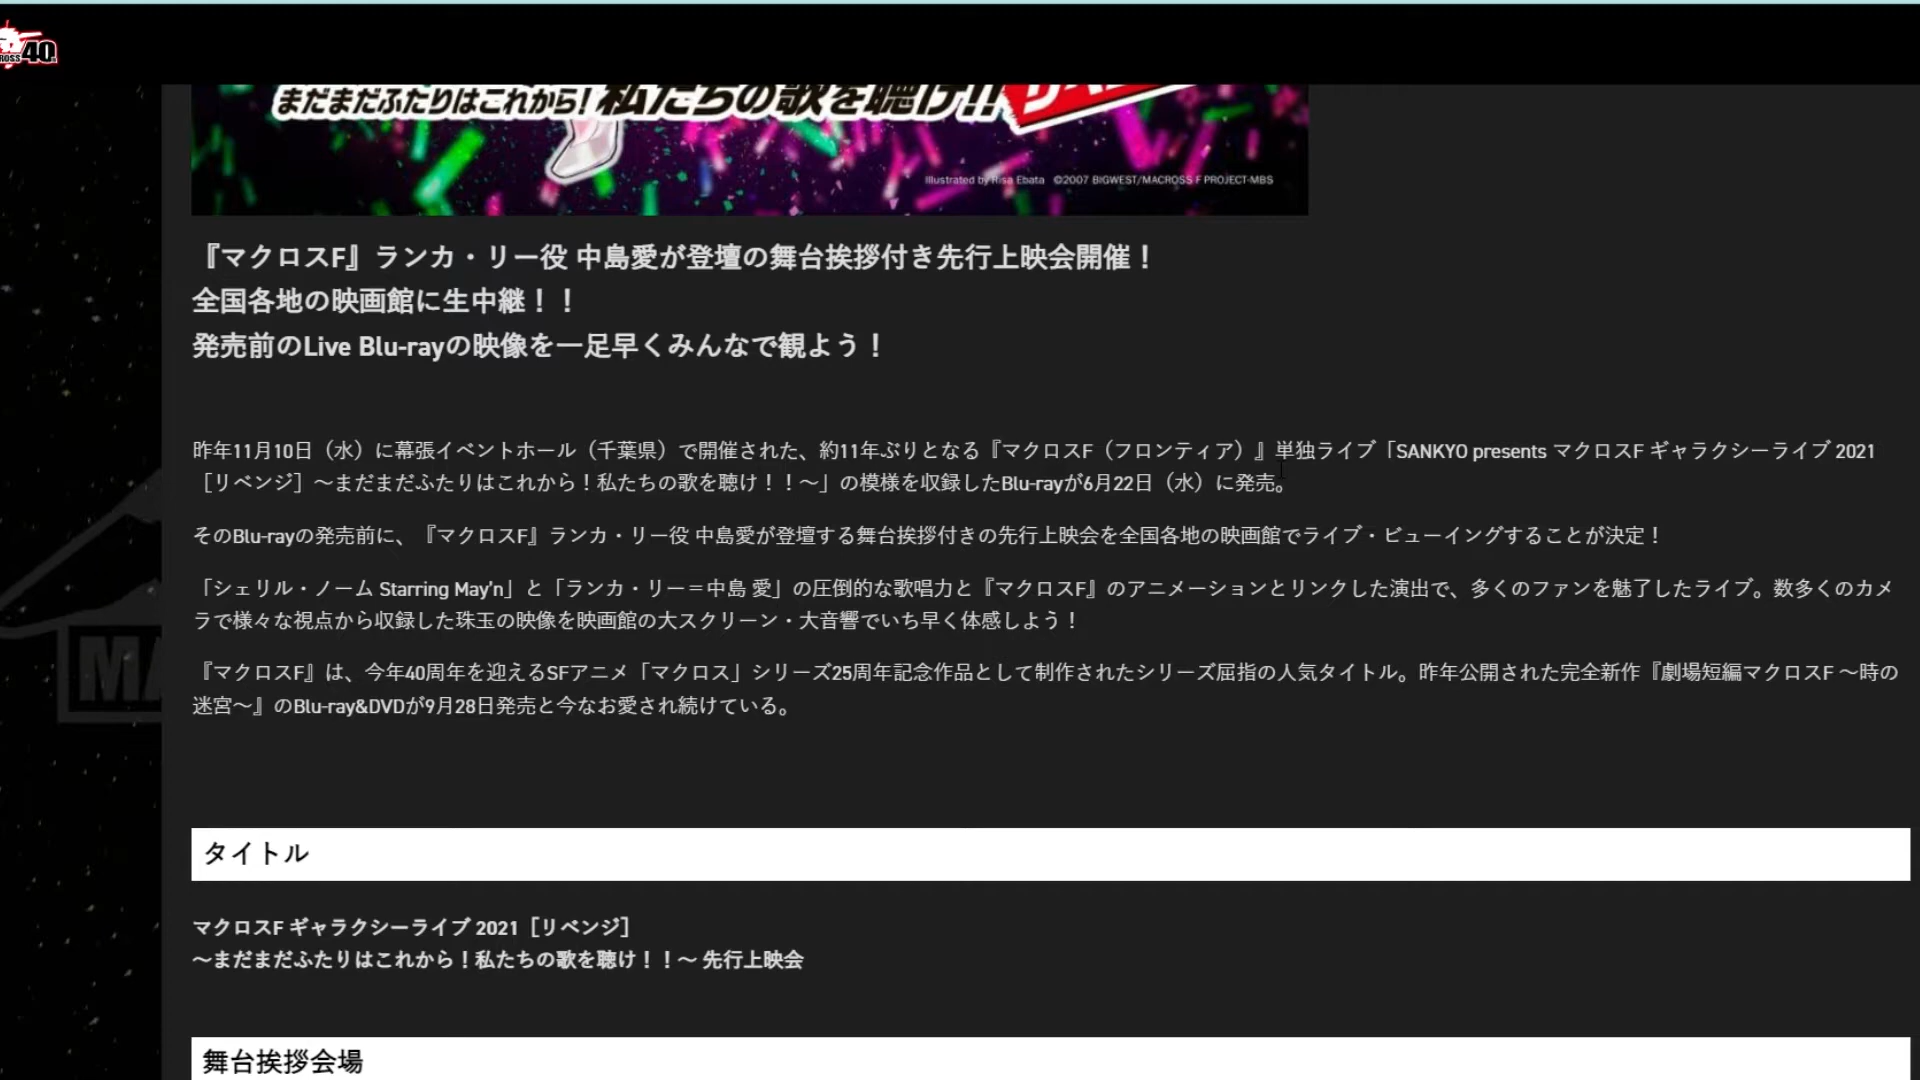 ROSS 40
まだまだふたりはこれから! 私たちの歌を聴け!!
Illustrated by Risa Ebata ©2007 BIGWEST/MACROSS F PROJECT・MBS
『マクロスF』ランカ・リー役 中島愛が登壇の舞台挨拶付き先行上映会開催！
全国各地の映画館に生中継！！
発売前のLive Blu-rayの映像を一足早くみんなで観よう！
昨年11月10日（水）に幕張イベントホール（千葉県）で開催された、約11年ぶりとなる『マクロスF（フロンティア）』単独ライブ「SANKYO presents マクロスF ギャラクシーライブ 2021
［リベンジ］～まだまだふたりはこれから！私たちの歌を聴け！！～」の模様を収録したBlu-rayが6月22日（水）に発売。
そのBlu-rayの発売前に、『マクロスF』ランカ・リー役 中島愛が登壇する舞台挨拶付きの先行上映会を全国各地の映画館でライブ・ビューイングすることが決定！
「シェリル・ノーム Starring May'n」と「ランカ・リー＝中島 愛」の圧倒的な歌唱力と『マクロスF』のアニメーションとリンクした演出で、多くのファンを魅了したライブ。数多くのカメ
ラで様々な視点から収録した珠玉の映像を映画館の大スクリーン・大音響でいち早く体感しよう！
『マクロスF』は、今年40周年を迎えるSFアニメ「マクロス」シリーズ25周年記念作品として制作されたシリーズ屈指の人気タイトル。昨年公開された完全新作『劇場短編マクロスF ～時の
迷宮～』のBlu-ray&DVDが9月28日発売と今なお愛され続けている。
MA
タイトル
マクロスF ギャラクシーライブ 2021［リベンジ］
～まだまだふたりはこれから！私たちの歌を聴け！！～ 先行上映会
舞台挨拶会場